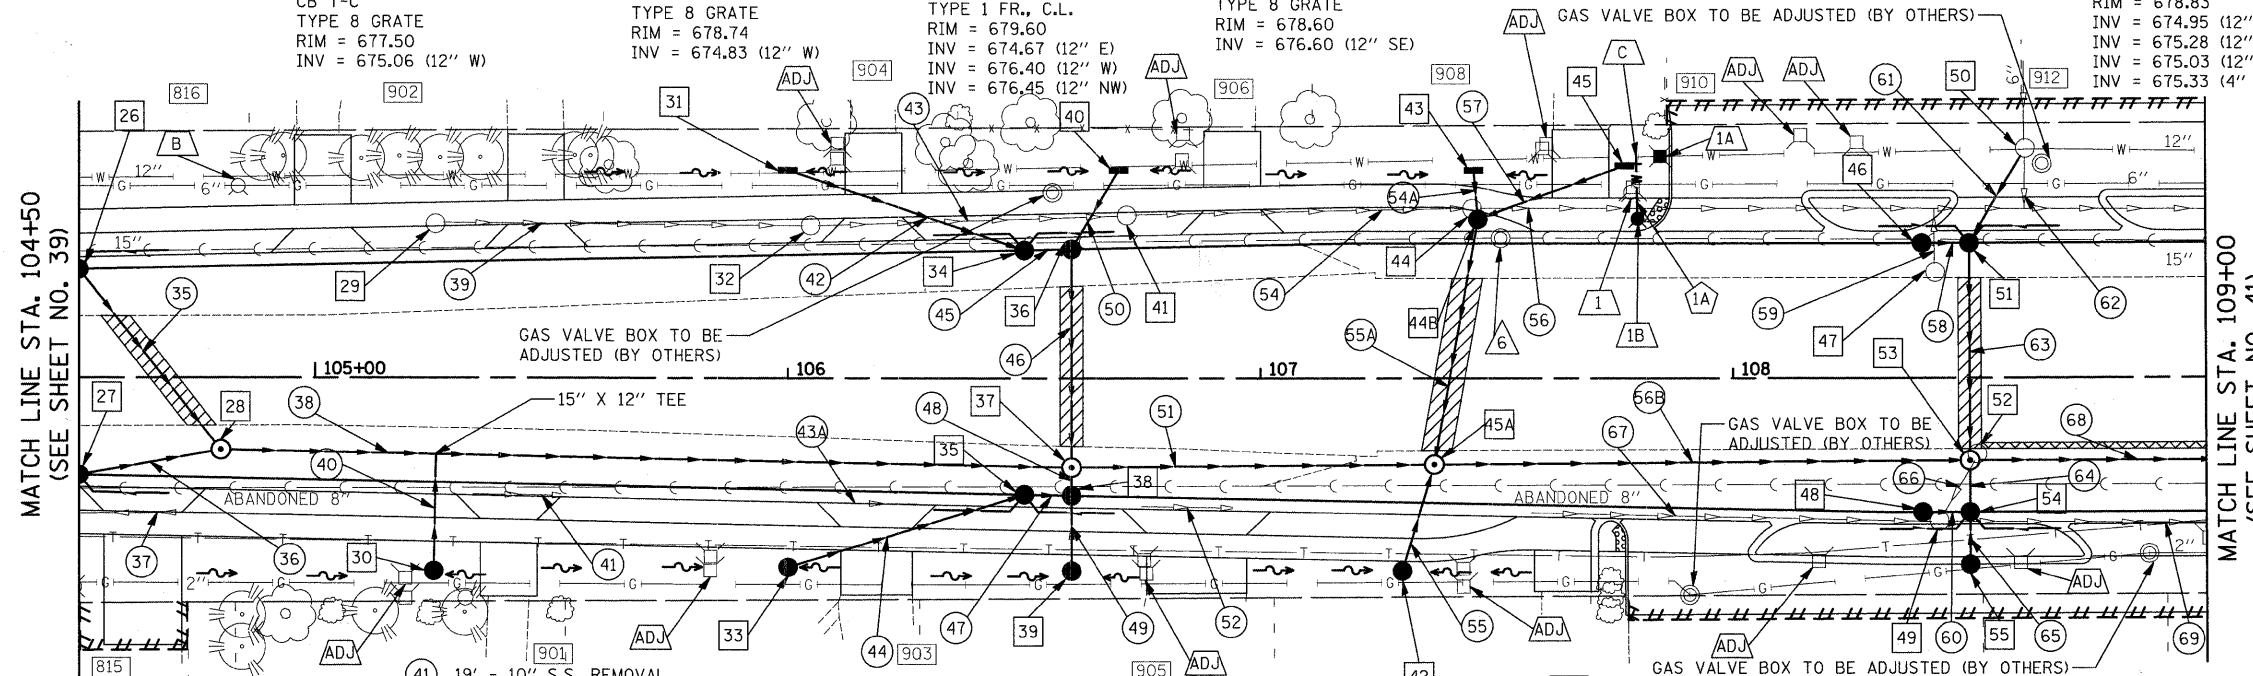 CB T-C
TYPE 8 GRATE
RIM = 677.50
INV = 675.06 (12" W)
TYPE 8 GRATE
RIM = 678.74
INV = 674.83 (12" W)
TYPE 1 FR., C.L.
RIM = 679.60
INV = 674.67 (12" E)
INV = 676.40 (12" W)
INV = 676.45 (12" NW)
TYPE 8 GRATE
RIM = 678.60
INV = 676.60 (12" SE)
GAS VALVE BOX TO BE ADJUSTED (BY OTHERS)
RIM = 678.83
INV = 674.95 (12"
INV = 675.28 (12"
INV = 675.03 (12"
INV = 675.33 (4"
816
902
904
906
908
910
912
ADJ
ADJ
ADJ
ADJ
ADJ
26
B
31
43
40
43
57
45
C
1A
61
50
6"
46
12"
12"
6"
6"
W
G
MATCH LINE STA. 104+50
(SEE SHEET NO. 39)
15"
54A
54
15"
35
29
39
32
42
34
45
36
50
41
44
44B
6
56
1
1B
1A
59
47
58
51
62
GAS VALVE BOX TO BE
ADJUSTED (BY OTHERS)
46
55A
53
63
105+00
106
107
108
27
28
38
15" X 12" TEE
48
37
51
45A
56B
GAS VALVE BOX TO BE
ADJUSTED (BY OTHERS)
52
67
68
43A
35
40
38
66
64
48
54
ABANDONED 8"
ABANDONED 8"
37
36
30
41
2"
2"
T
G
ADJ
ADJ
33
44
47
39
49
52
ADJ
55
ADJ
ADJ
ADJ
49
60
55
65
69
815
901
903
905
41 19' - 10" S.S. REMOVAL
42
GAS VALVE BOX TO BE ADJUSTED (BY OTHERS)
MATCH LINE STA. 109+00
(SEE SHEET NO. 41)